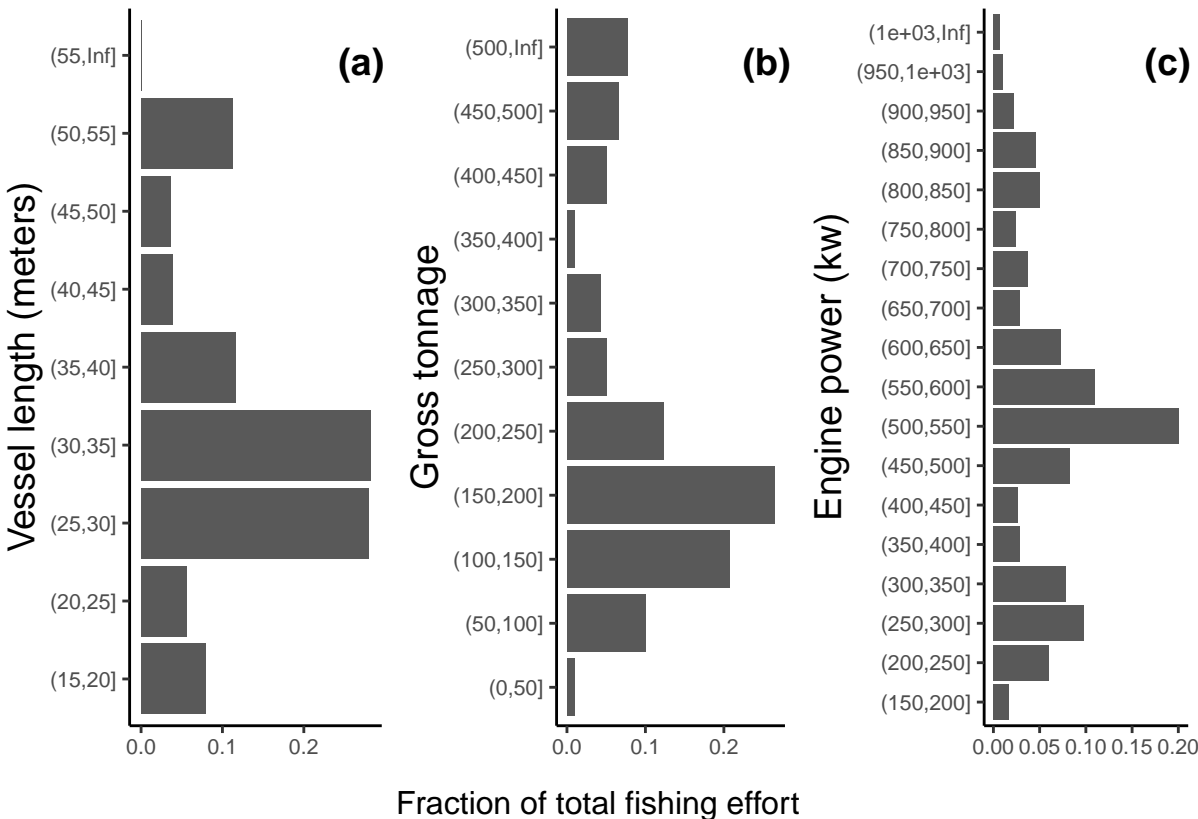 (a)
Vessel length (meters)
(55,Inf]
(50,55]
(45,50]
(40,45]
(35,40]
(30,35]
(25,30]
(20,25]
(15,20]
0.0 0.1 0.2
(b)
Gross tonnage
(500,Inf]
(450,500]
(400,450]
(350,400]
(300,350]
(250,300]
(200,250]
(150,200]
(100,150]
(50,100]
(0,50]
0.0 0.1 0.2
(c)
Engine power (kw)
(1e+03,Inf]
(950,1e+03]
(900,950]
(850,900]
(800,850]
(750,800]
(700,750]
(650,700]
(600,650]
(550,600]
(500,550]
(450,500]
(400,450]
(350,400]
(300,350]
(250,300]
(200,250]
(150,200]
0.00 0.05 0.10 0.15 0.20
Fraction of total fishing effort